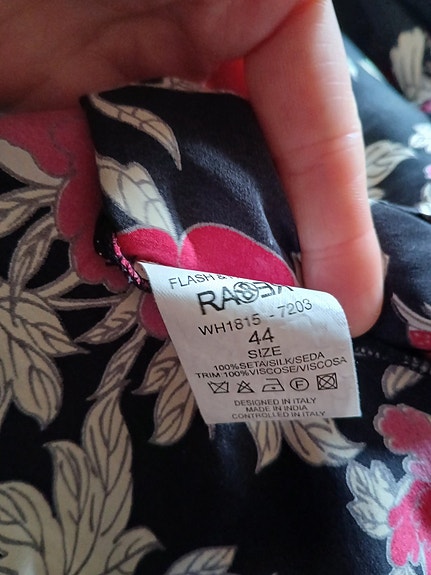 FLASH &
WH1815 - 7203
44
SIZE
100%SETA/SILK/SEDA
TRIM:100%VISCOSE/VISCOSA
F
DESIGNED IN ITALY
MADE IN INDIA
CONTROLLED IN ITALY